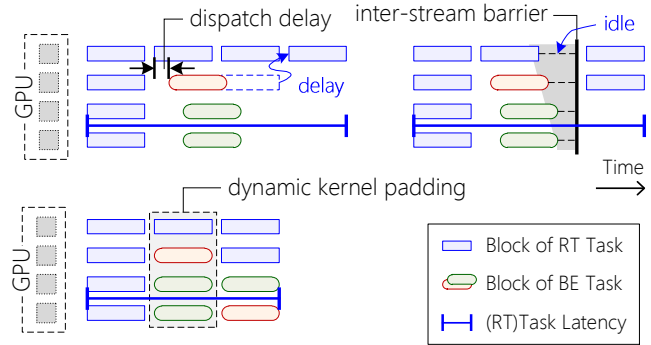 dispatch delay
inter-stream barrier
idle
delay
GPU
Time
dynamic kernel padding
GPU
Block of RT Task
Block of BE Task
(RT)Task Latency